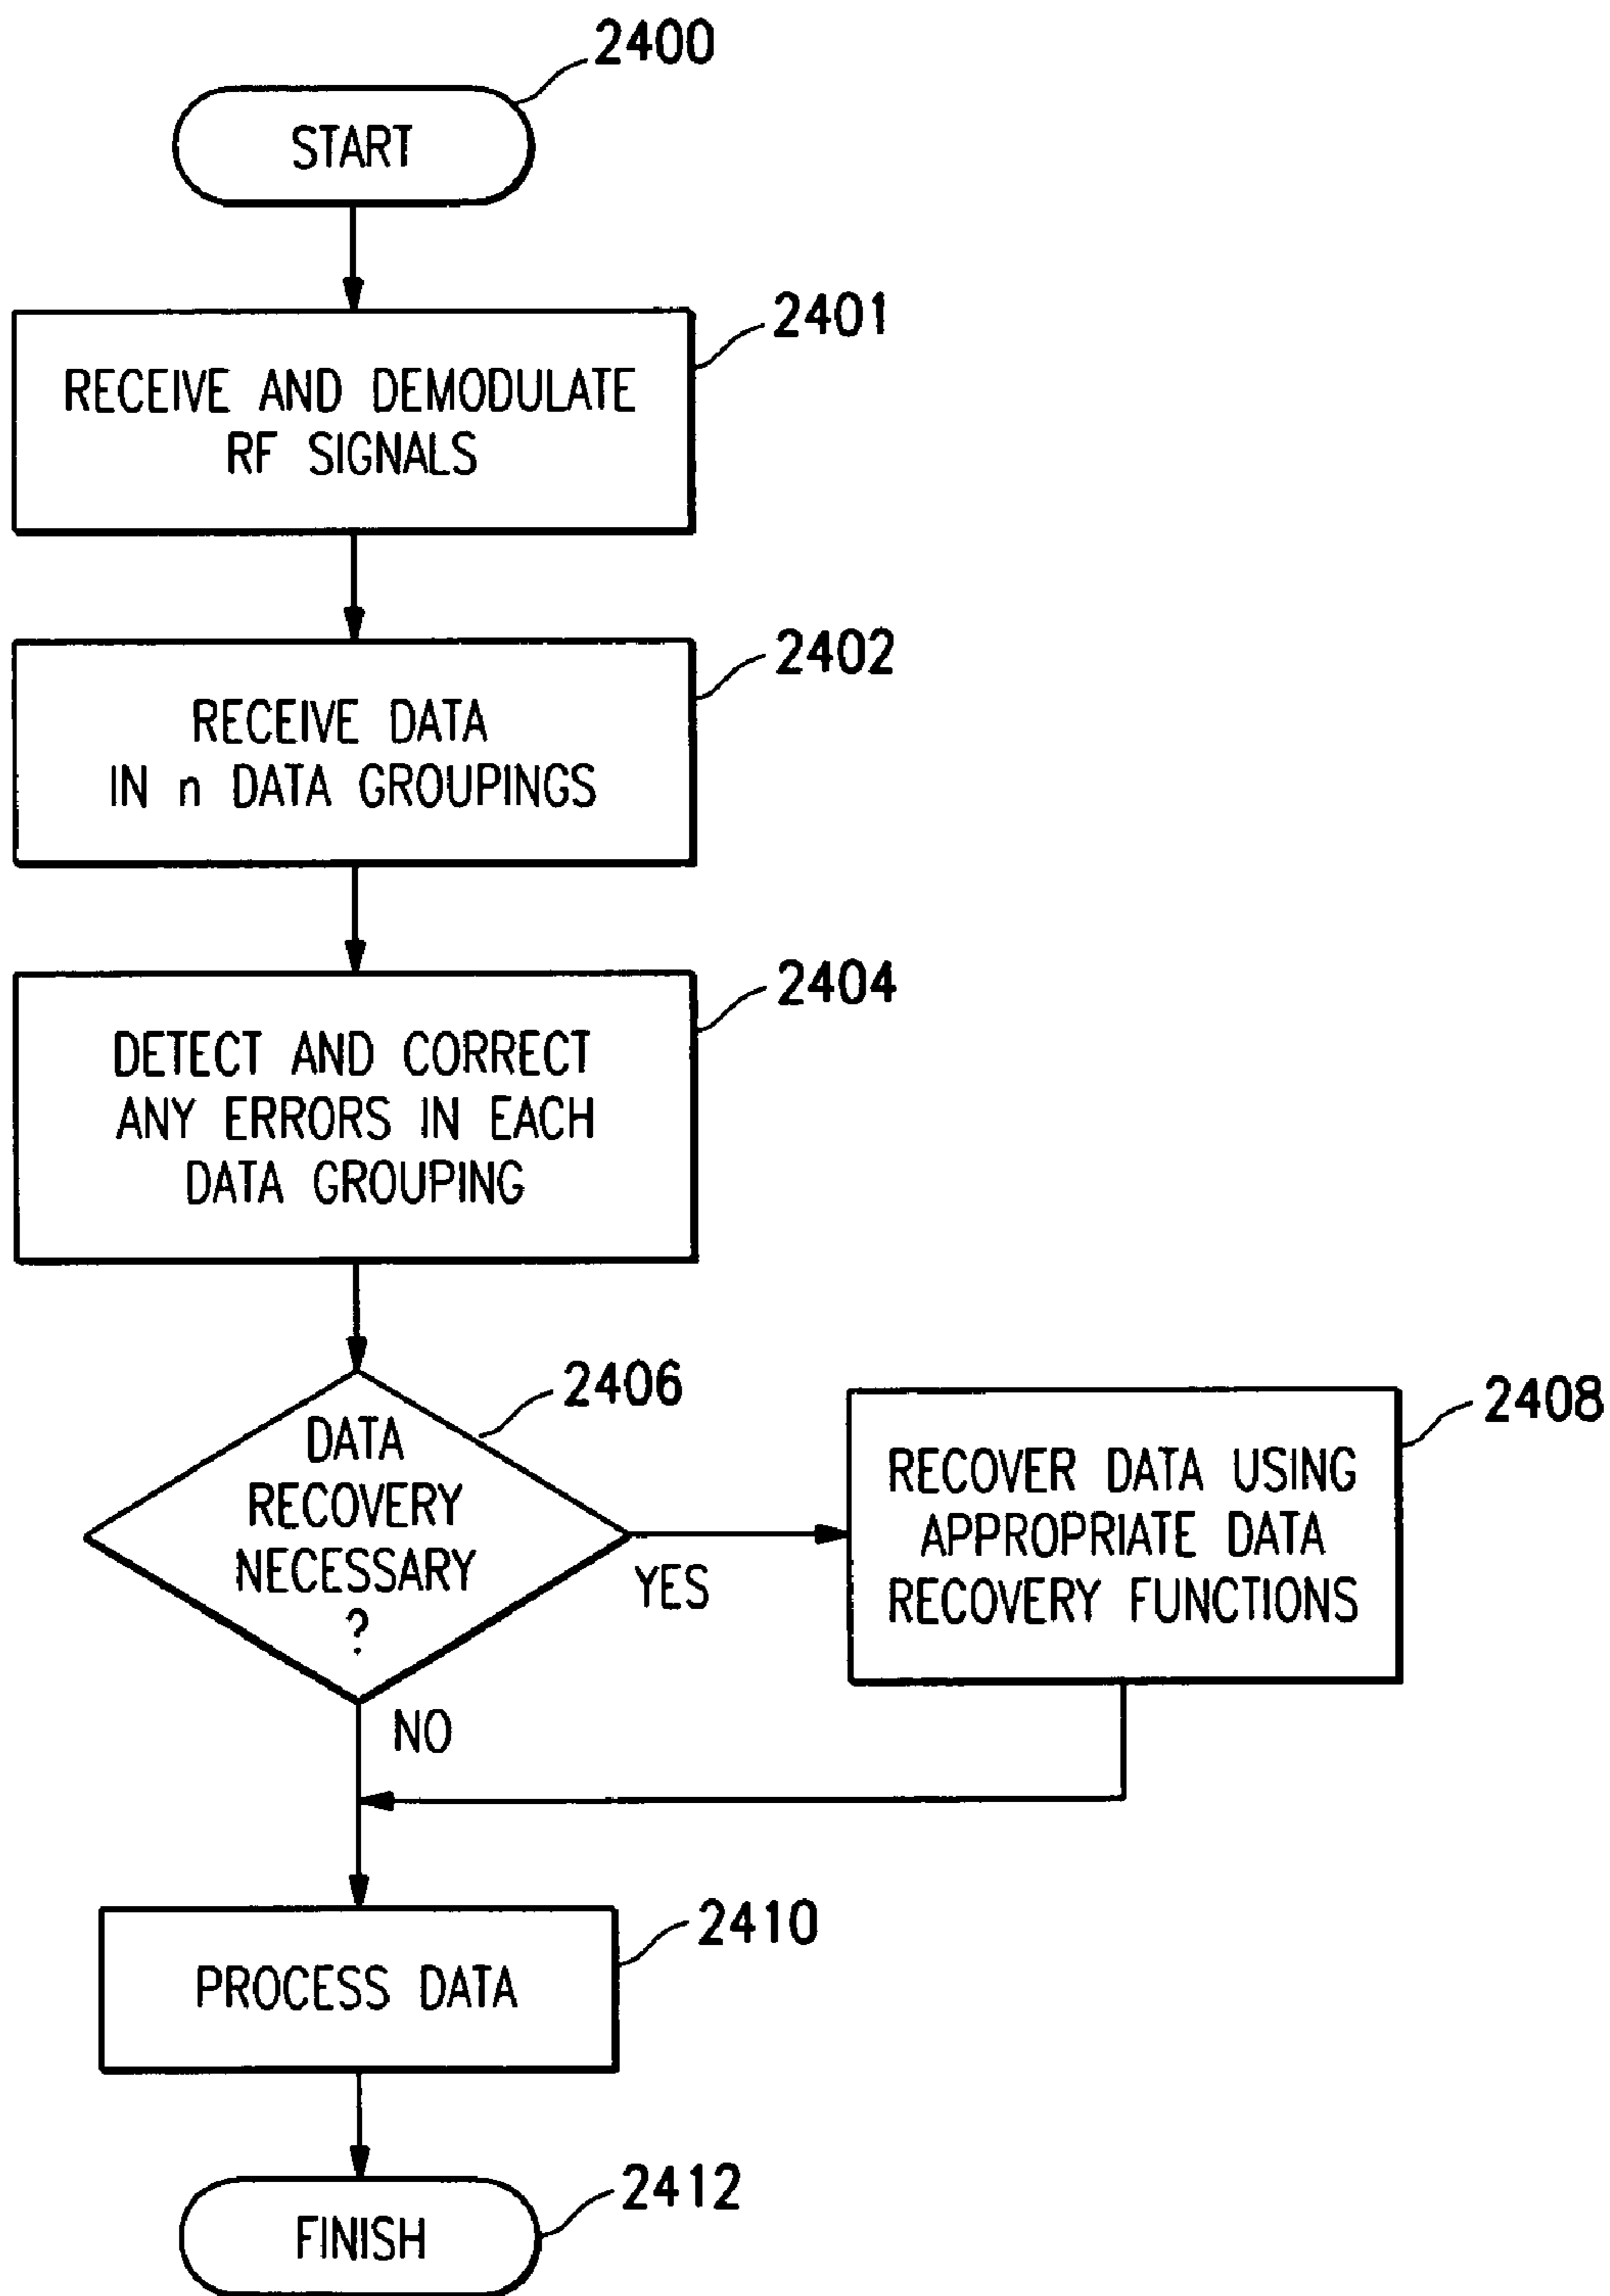 2400
START
2401
RECEIVE AND DEMODULATE
RF SIGNALS
2402
RECEIVE DATA
IN n DATA GROUPINGS
2404
DETECT AND CORRECT
ANY ERRORS IN EACH
DATA GROUPING
2406
DATA
RECOVERY
NECESSARY
?
YES
NO
2408
RECOVER DATA USING
APPROPRIATE DATA
RECOVERY FUNCTIONS
2410
PROCESS DATA
2412
FINISH